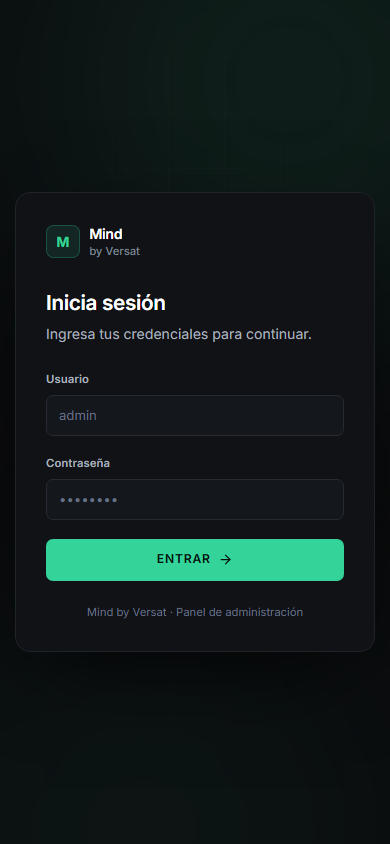 M
Mind
by Versat
Inicia sesión
Ingresa tus credenciales para continuar.
Usuario
admin
Contraseña
••••••••
ENTRAR →
Mind by Versat · Panel de administración